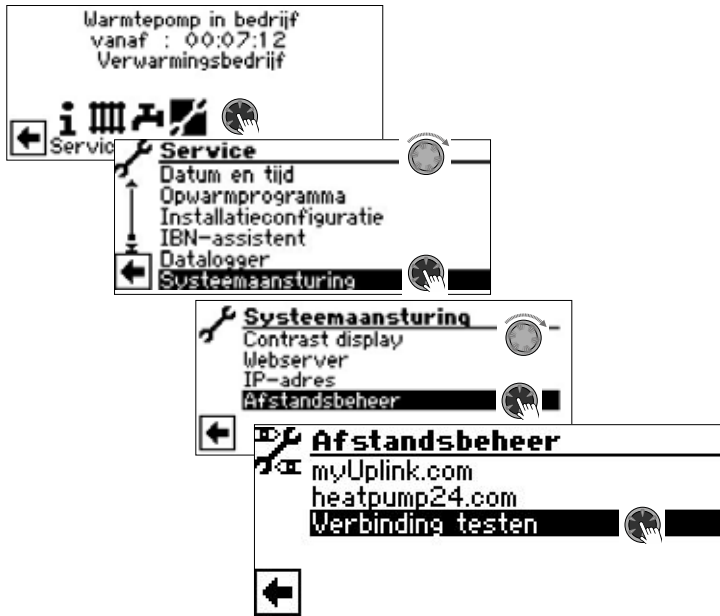 Warmtepomp in bedrijf
vanaf : 00:07:12
Verwarmingsbedrijf
Servic
Service
Datum en tijd
Opwarmprogramma
Installatieconfiguratie
IBN-assistent
Datalogger
Systeemaansturing
Systeemaansturing
Contrast display
Webserver
IP-adres
Afstandsbeheer
Afstandsbeheer
myUplink.com
heatpump24.com
Verbinding testen